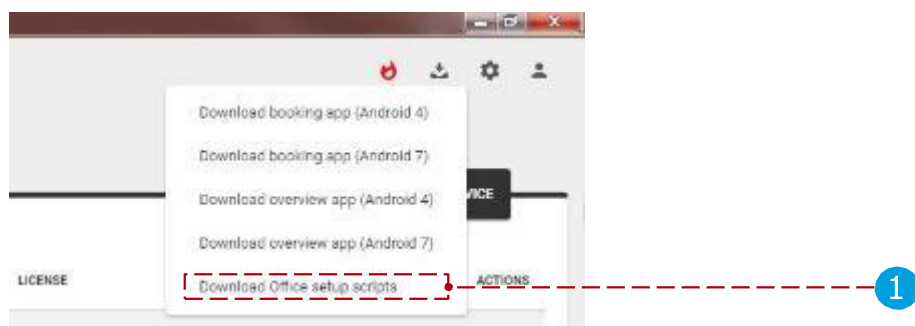 Download booking app (Android 4)
Download booking app (Android 7)
VICE
Download overview app (Android 4)
Download overview app (Android 7)
LICENSE
Download Office setup scripts
ACTIONS
1